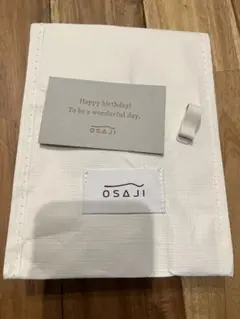 Happy birthday!
To be a wonderful day.
OSAJI
OSAJI